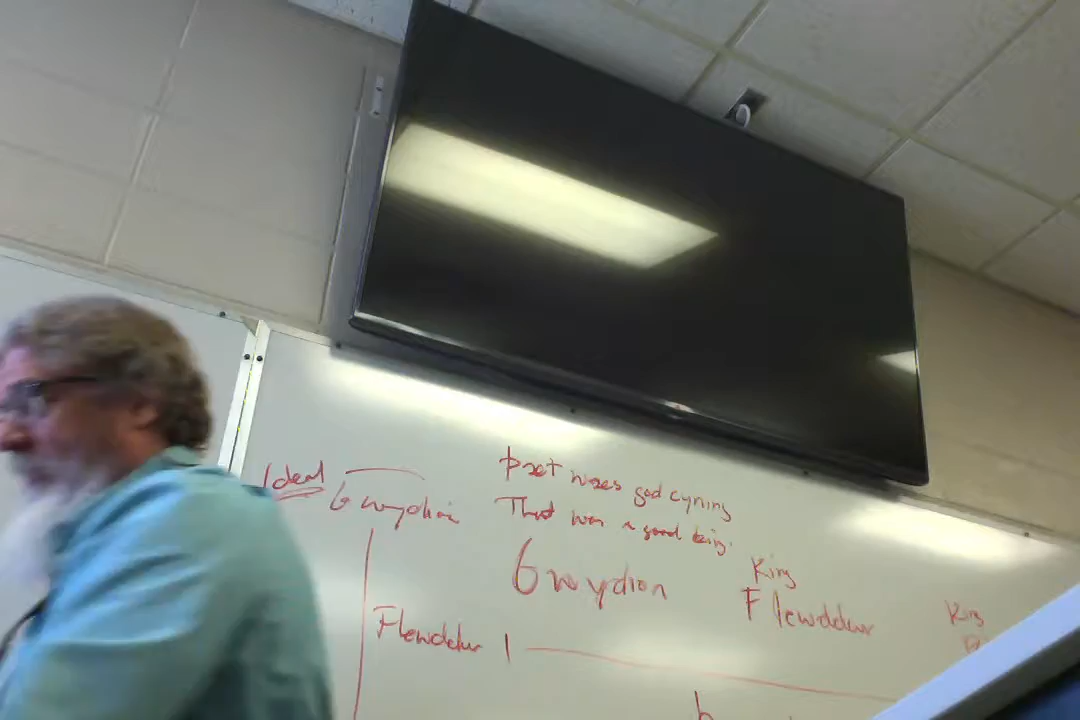 Ideal
Gwydion
þæt wæs god cyning
That was a good king.
Gwydion
King
Flewddur
King
Flewddur